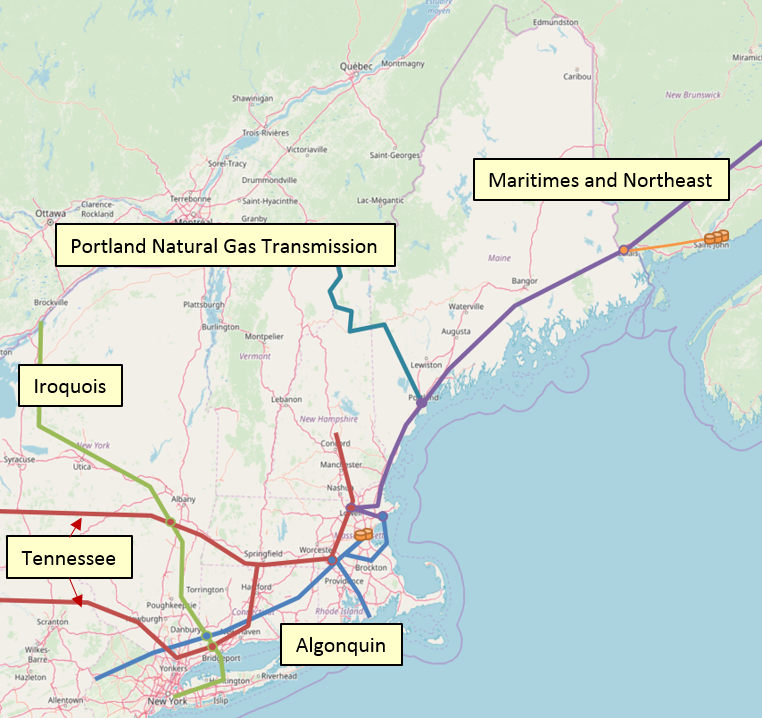 Edmundston
Québec
Montmagny
Caribou
Miramic
Shawinigan
New Brunswick
Trois-Rivières
Victoriaville
Saint-Georges
Sorel-Tracy
Drummondville
Maritimes and Northeast
Terrebonne
Saint-Hyacinthe
Lac-Mégantic
Clarence-
Rockland
Ottawa
Granby
Portland Natural Gas Transmission
Saint John
Maine
Bangor
Brockville
Plattsburgh
Waterville
Burlington
Augusta
Montpelier
Vermont
Lewiston
Iroquois
Lebanon
New Hampshire
New York
Concord
Syracuse
Utica
Manchester
Nashua
Albany
Tennessee
Springfield
Worcester
Brockton
Torrington
Hartford
Providence
Poughkeepsie
Rhode Island
Scranton
Danbury
Wilkes-
Barre
Algonquin
Bridgeport
Hazleton
Yonkers
Riverhead
Allentown
New York
Islip